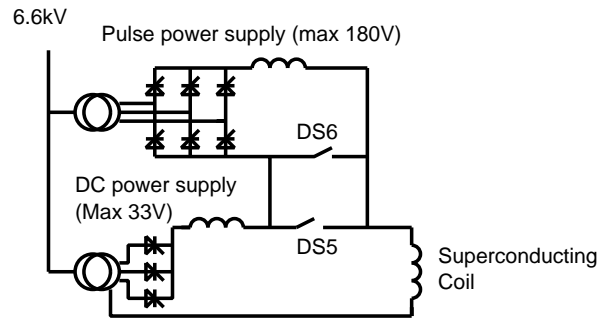 6.6kV
Pulse power supply (max 180V)
DS6
DC power supply
(Max 33V)
DS5
Superconducting
Coil